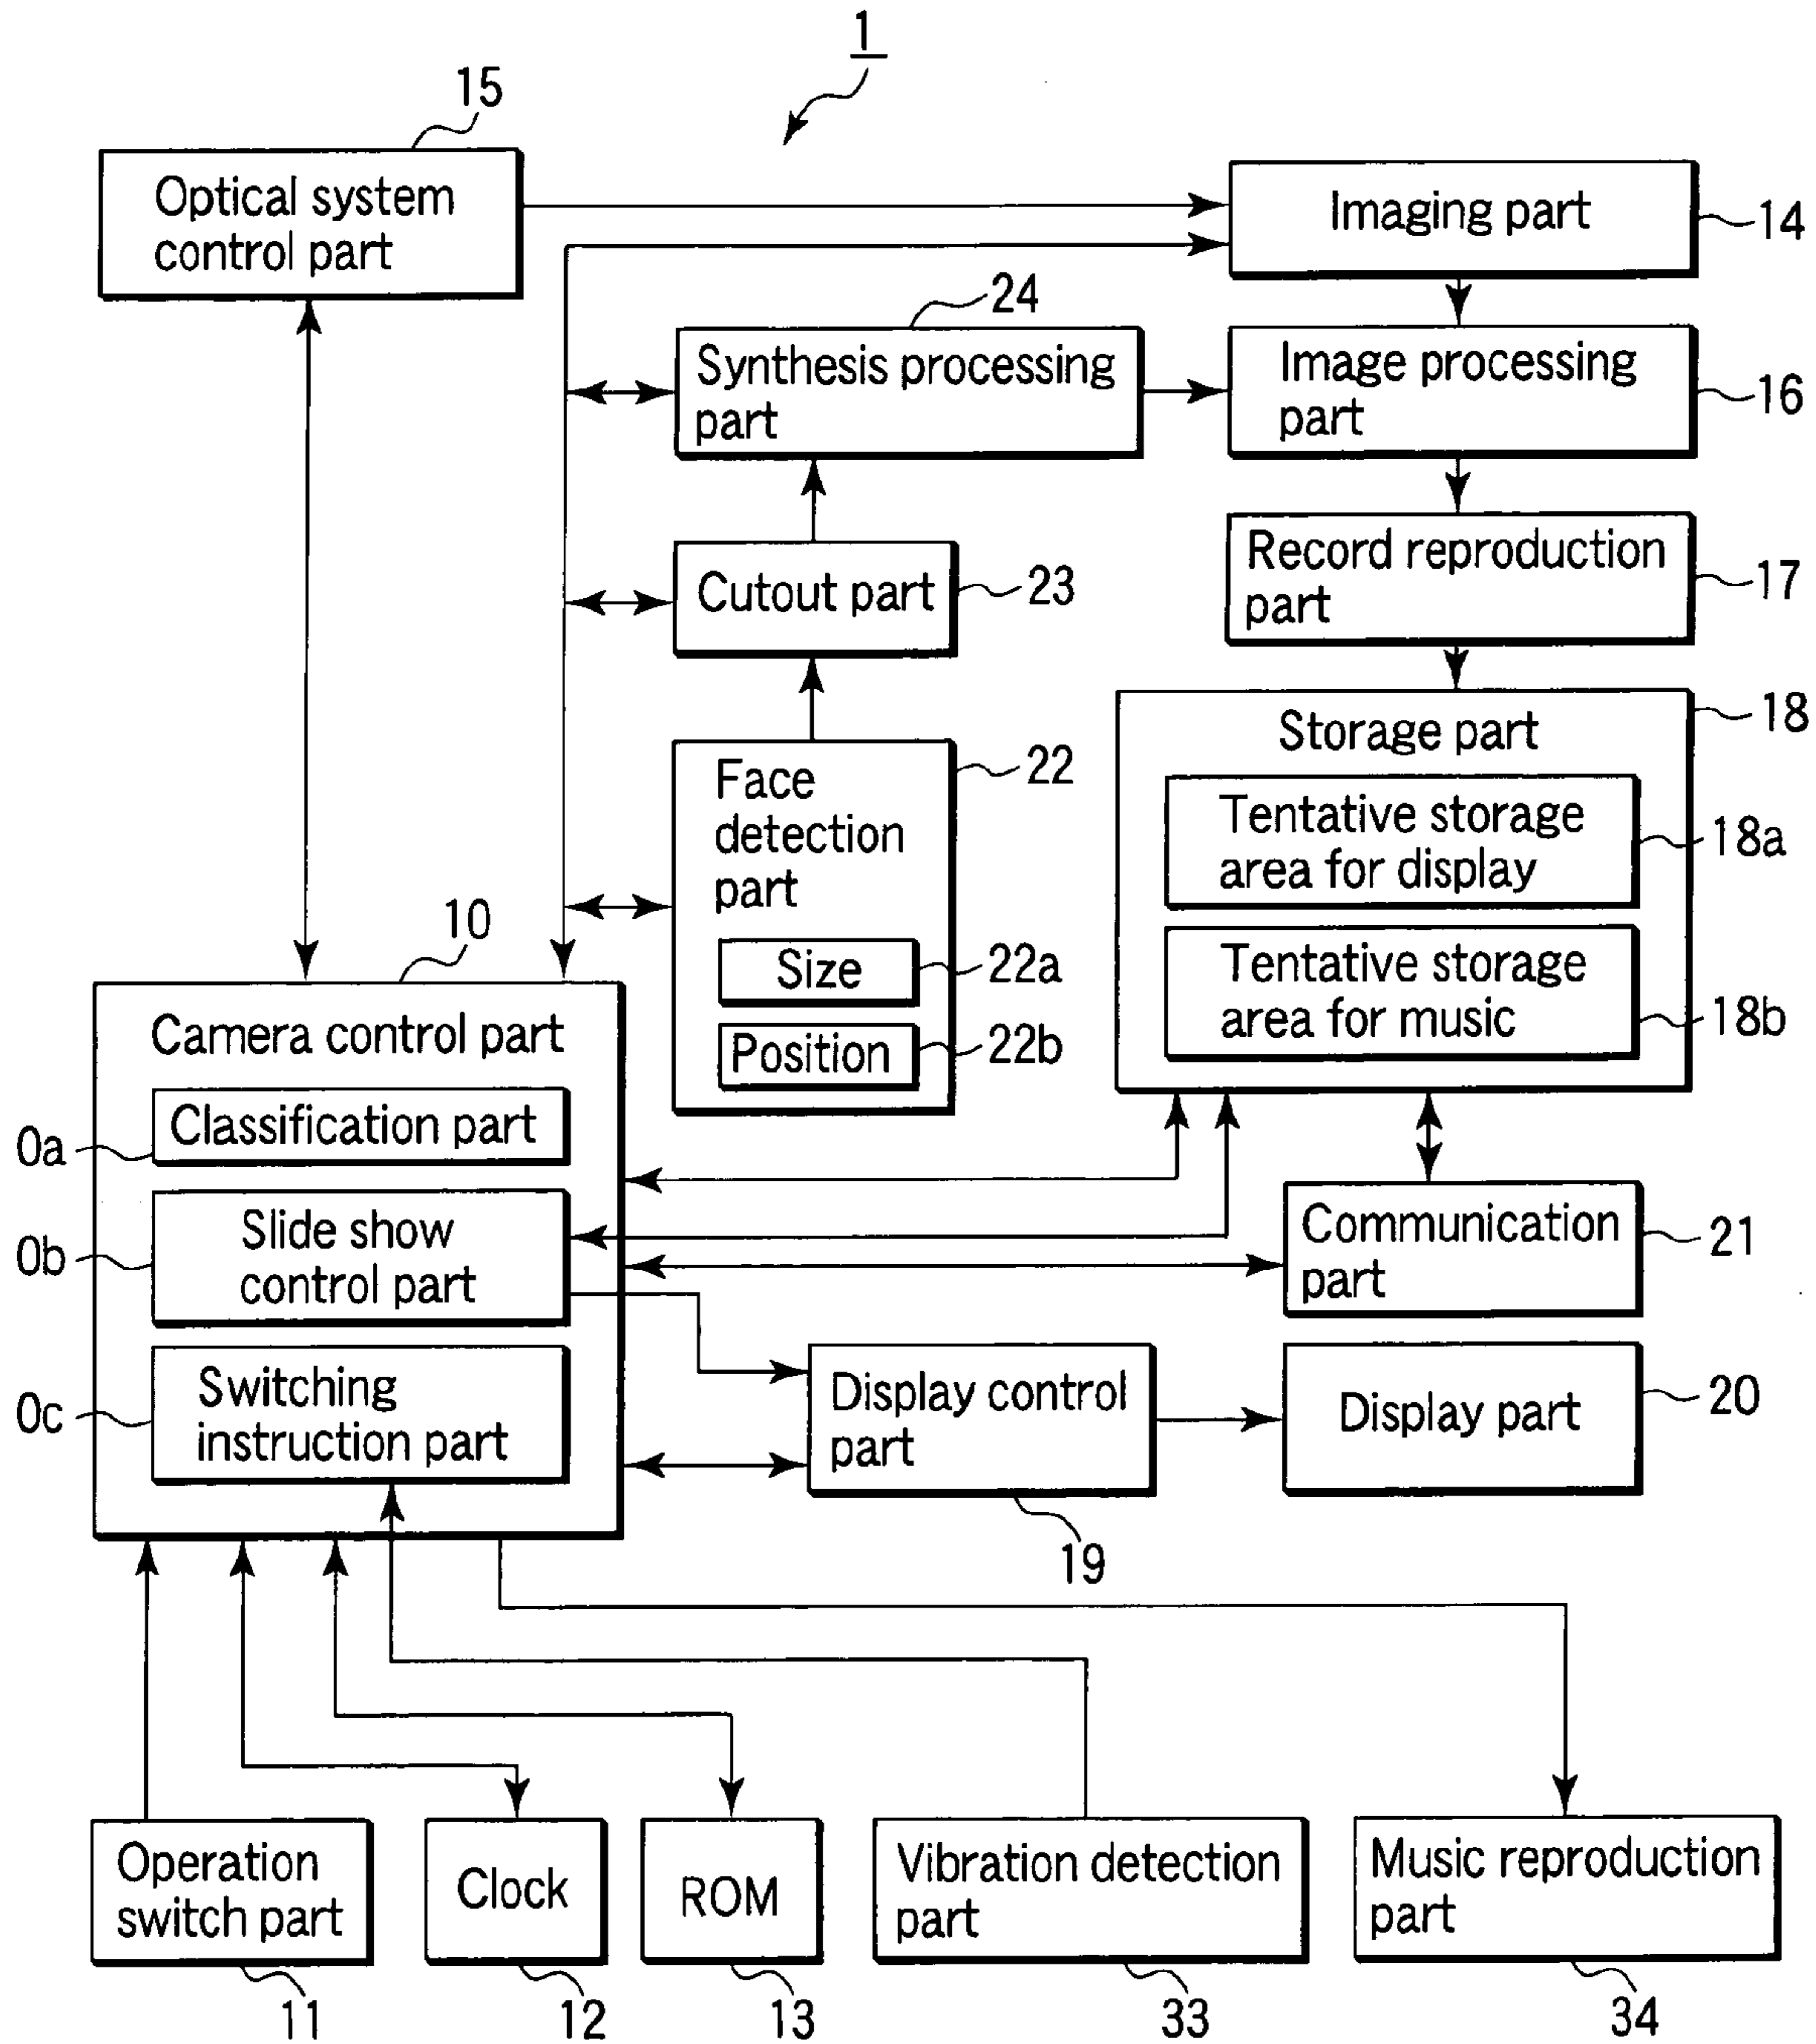 1
15
Optical system
control part
Imaging part
14
24
Synthesis processing
part
Image processing
part
16
Cutout part
23
Record reproduction
part
17
Face
detection
part
22
Size
22a
Position
22b
Storage part
18
Tentative storage
area for display
18a
Tentative storage
area for music
18b
10
Camera control part
Classification part
0a
Slide show
control part
0b
Switching
instruction part
0c
Communication
part
21
Display control
part
19
Display part
20
Operation
switch part
11
Clock
12
ROM
13
Vibration detection
part
33
Music reproduction
part
34